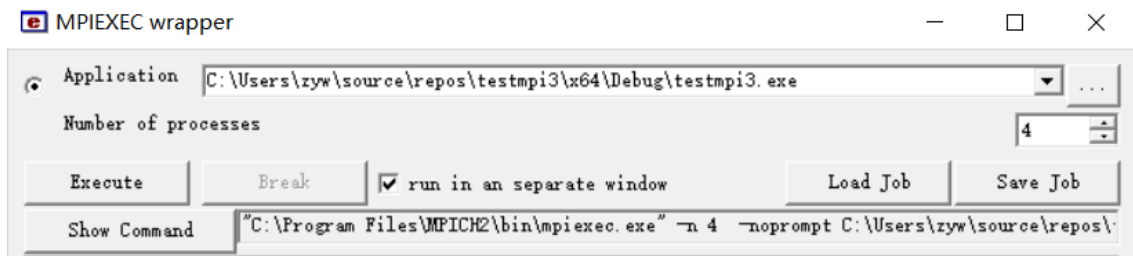 MPIEXEC wrapper
Application C:\Users\zyw\source\repos\testmpi3\x64\Debug\testmpi3.exe ...
Number of processes 4
Execute Break run in an separate window Load Job Save Job
Show Command "C:\Program Files\MPICH2\bin\mpiexec.exe" -n 4 -noprompt C:\Users\zyw\source\repos\